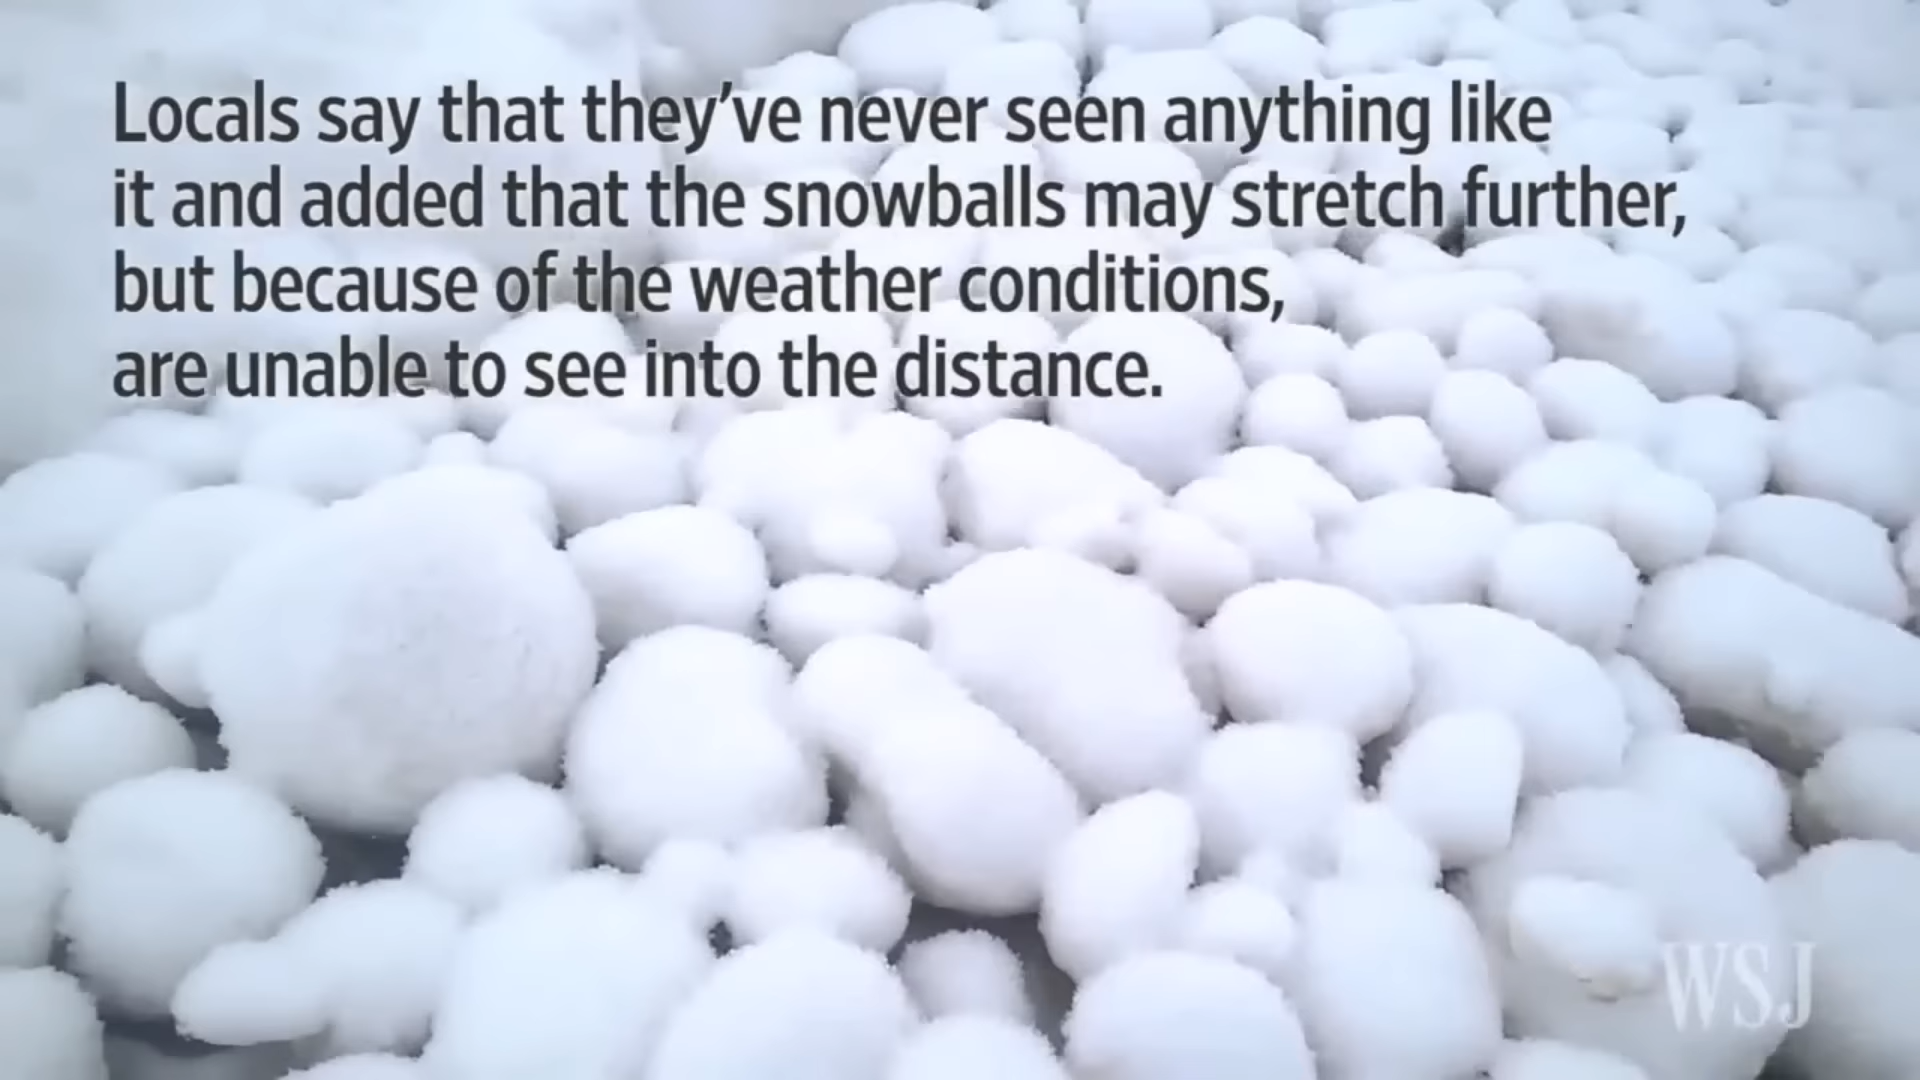 Locals say that they’ve never seen anything like
it and added that the snowballs may stretch further,
but because of the weather conditions,
are unable to see into the distance.
WSJ